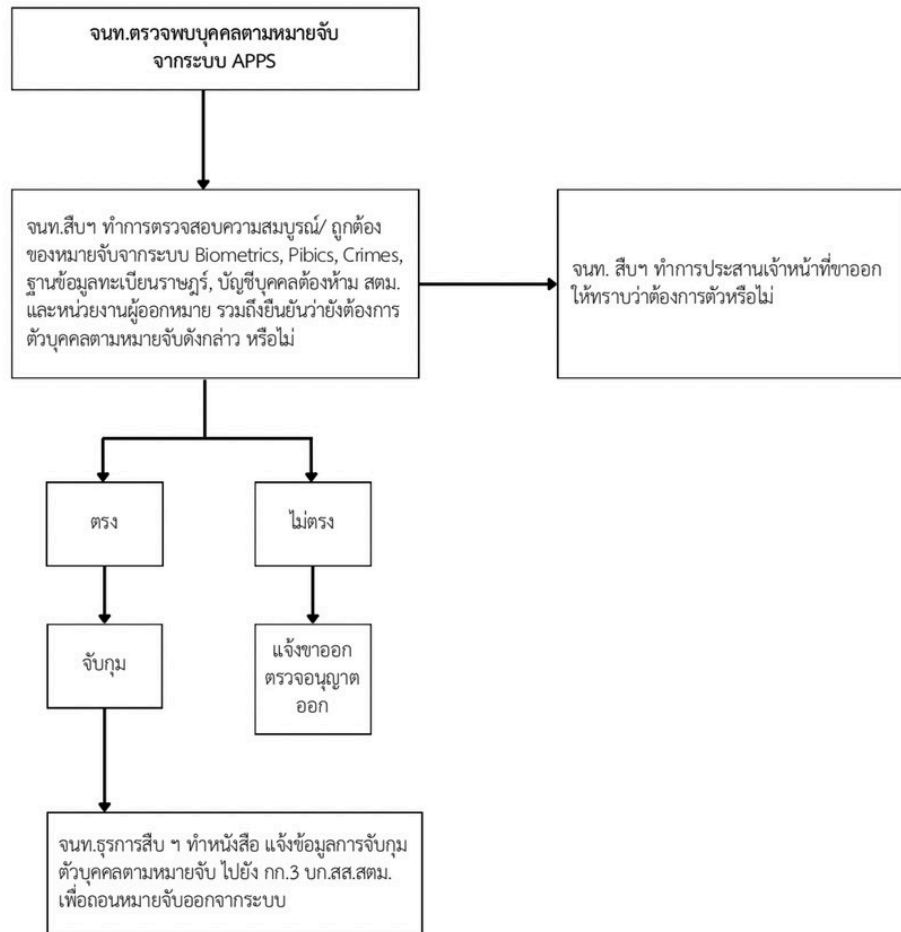 จนท.ตรวจพบบุคคลตามหมายจับ
จากระบบ APPS
จนท.สืบฯ ทำการตรวจสอบความสมบูรณ์/ ถูกต้อง
ของหมายจับจากระบบ Biometrics, Pibics, Crimes,
ฐานข้อมูลทะเบียนราษฎร์, บัญชีบุคคลต้องห้าม สตม.
และหน่วยงานผู้ออกหมาย รวมถึงยืนยันว่ายังต้องการ
ตัวบุคคลตามหมายจับดังกล่าว หรือไม่
จนท. สืบฯ ทำการประสานเจ้าหน้าที่ขาออก
ให้ทราบว่าต้องการตัวหรือไม่
ตรง
ไม่ตรง
จับกุม
แจ้งขาออก
ตรวจอนุญาต
ออก
จนท.ธุรการสืบ ฯ ทำหนังสือ แจ้งข้อมูลการจับกุม
ตัวบุคคลตามหมายจับ ไปยัง กก.3 บก.สส.สตม.
เพื่อถอนหมายจับออกจากระบบ